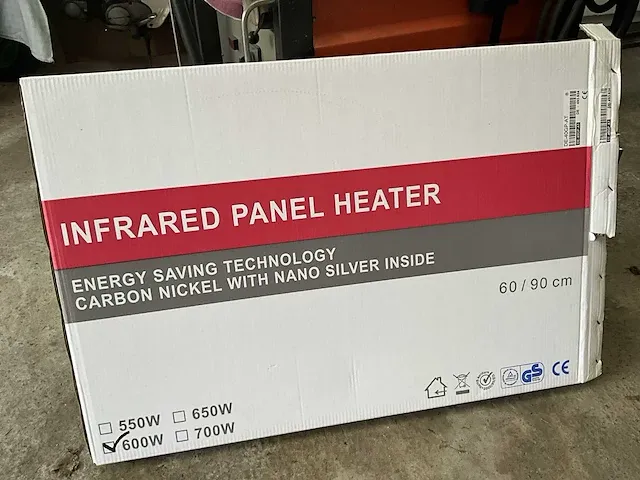 INFRARED PANEL HEATER
ENERGY SAVING TECHNOLOGY
CARBON NICKEL WITH NANO SILVER INSIDE
60 / 90 cm
550W
650W
600W
700W
GS
CE